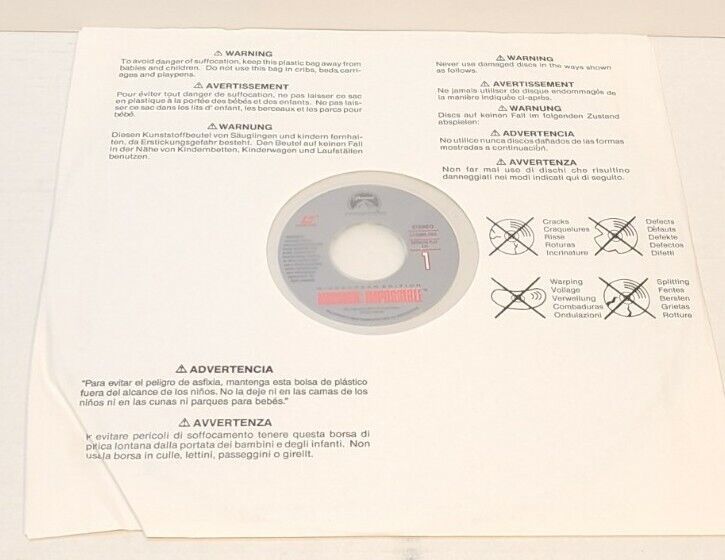 ⚠ WARNING
To avoid danger of suffocation, keep this plastic bag away from
babies and children. Do not use this bag in cribs, beds, carri-
ages and playpens.
⚠ AVERTISSEMENT
Pour éviter tout danger de suffocation, ne pas laisser ce sac
en plastique à la portée des bébés et des enfants. Ne pas lais-
ser ce sac dans les lits d' enfant, les berceaux et les parcs pour
bébé.
⚠ WARNUNG
Diesen Kunststoffbeutel von Säuglingen und kindern fernhal-
ten, da Erstickungsgefahr besteht. Den Beutel auf keinen Fall
in der Nähe von Kinderbetten, Kinderwagen und Laufställen
benutzen.
⚠ WARNING
Never use damaged discs in the ways shown
as follows.
⚠ AVERTISSEMENT
Ne jamais utiliser de disque endommagés de
la manière indiquée ci-après.
⚠ WARNUNG
Discs auf keinen Fall im folgenden Zustand
abspielen:
⚠ ADVERTENCIA
No utilice nunca discos dañados de las formas
mostradas a continuación.
⚠ AVVERTENZA
Non far mai uso di dischi che risultino
danneggiati nei modi indicati qui di seguito.
Paramount
STEREO
1
WIDESCREEN EDITION
MISSION: IMPOSSIBLE
Cracks
Craquelures
Risse
Roturas
Incrinature
Defects
Défauts
Defekte
Defectos
Difetti
Warping
Voilage
Verwellung
Combaduras
Ondulazioni
Splitting
Fentes
Bersten
Grietas
Rotture
⚠ ADVERTENCIA
"Para evitar el peligro de asfixia, mantenga esta bolsa de plástico
fuera del alcance de los niños. No la deje ni en las camas de los
niños ni en las cunas ni parques para bebés."
⚠ AVVERTENZA
evitare pericoli di soffocamento tenere questa borsa di
lontana dalla portata dei bambini e degli infanti. Non
la borsa in culle, lettini, passeggini o girellt.